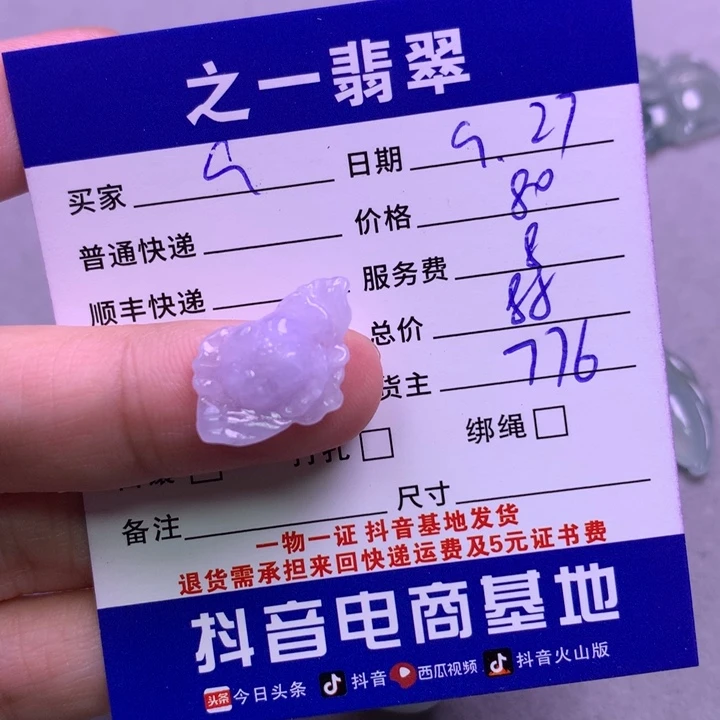 之一翡翠
买家 日期 9.27
普通快递 价格 80
顺丰快递 服务费 8
总价 88
货主 776
打孔 绑绳
备注 尺寸
一物一证 抖音基地发货
退货需承担来回快递运费及5元证书费
抖音电商基地
头条 今日头条 抖音 西瓜视频 抖音火山版